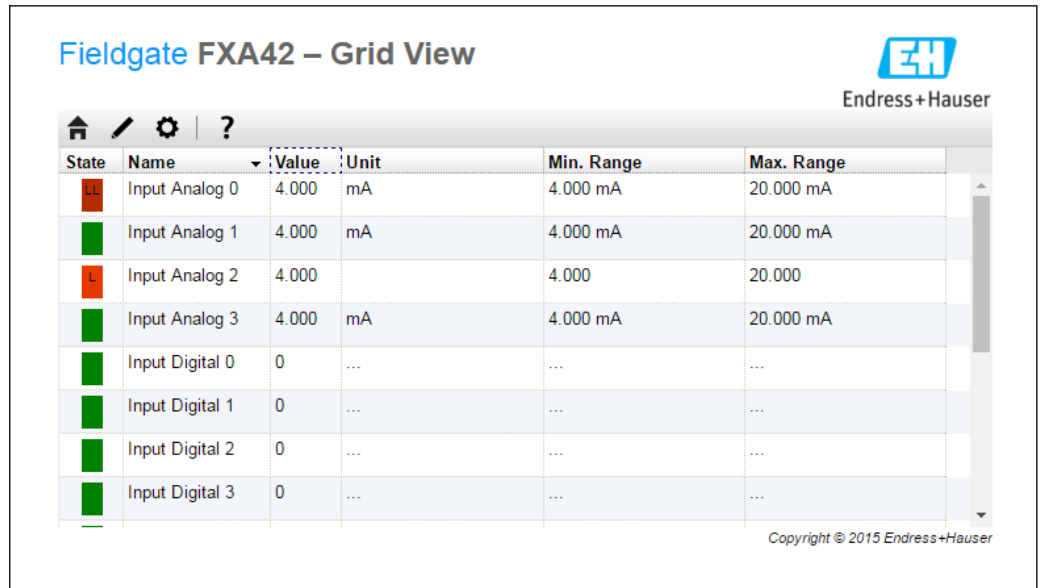 Fieldgate FXA42 – Grid View
EH
Endress+Hauser
?
State Name Value Unit Min. Range Max. Range
LL Input Analog 0 4.000 mA 4.000 mA 20.000 mA
Input Analog 1 4.000 mA 4.000 mA 20.000 mA
L Input Analog 2 4.000 4.000 20.000
Input Analog 3 4.000 mA 4.000 mA 20.000 mA
Input Digital 0 0 ... ... ...
Input Digital 1 0 ... ... ...
Input Digital 2 0 ... ... ...
Input Digital 3 0 ... ... ...
Copyright © 2015 Endress+Hauser